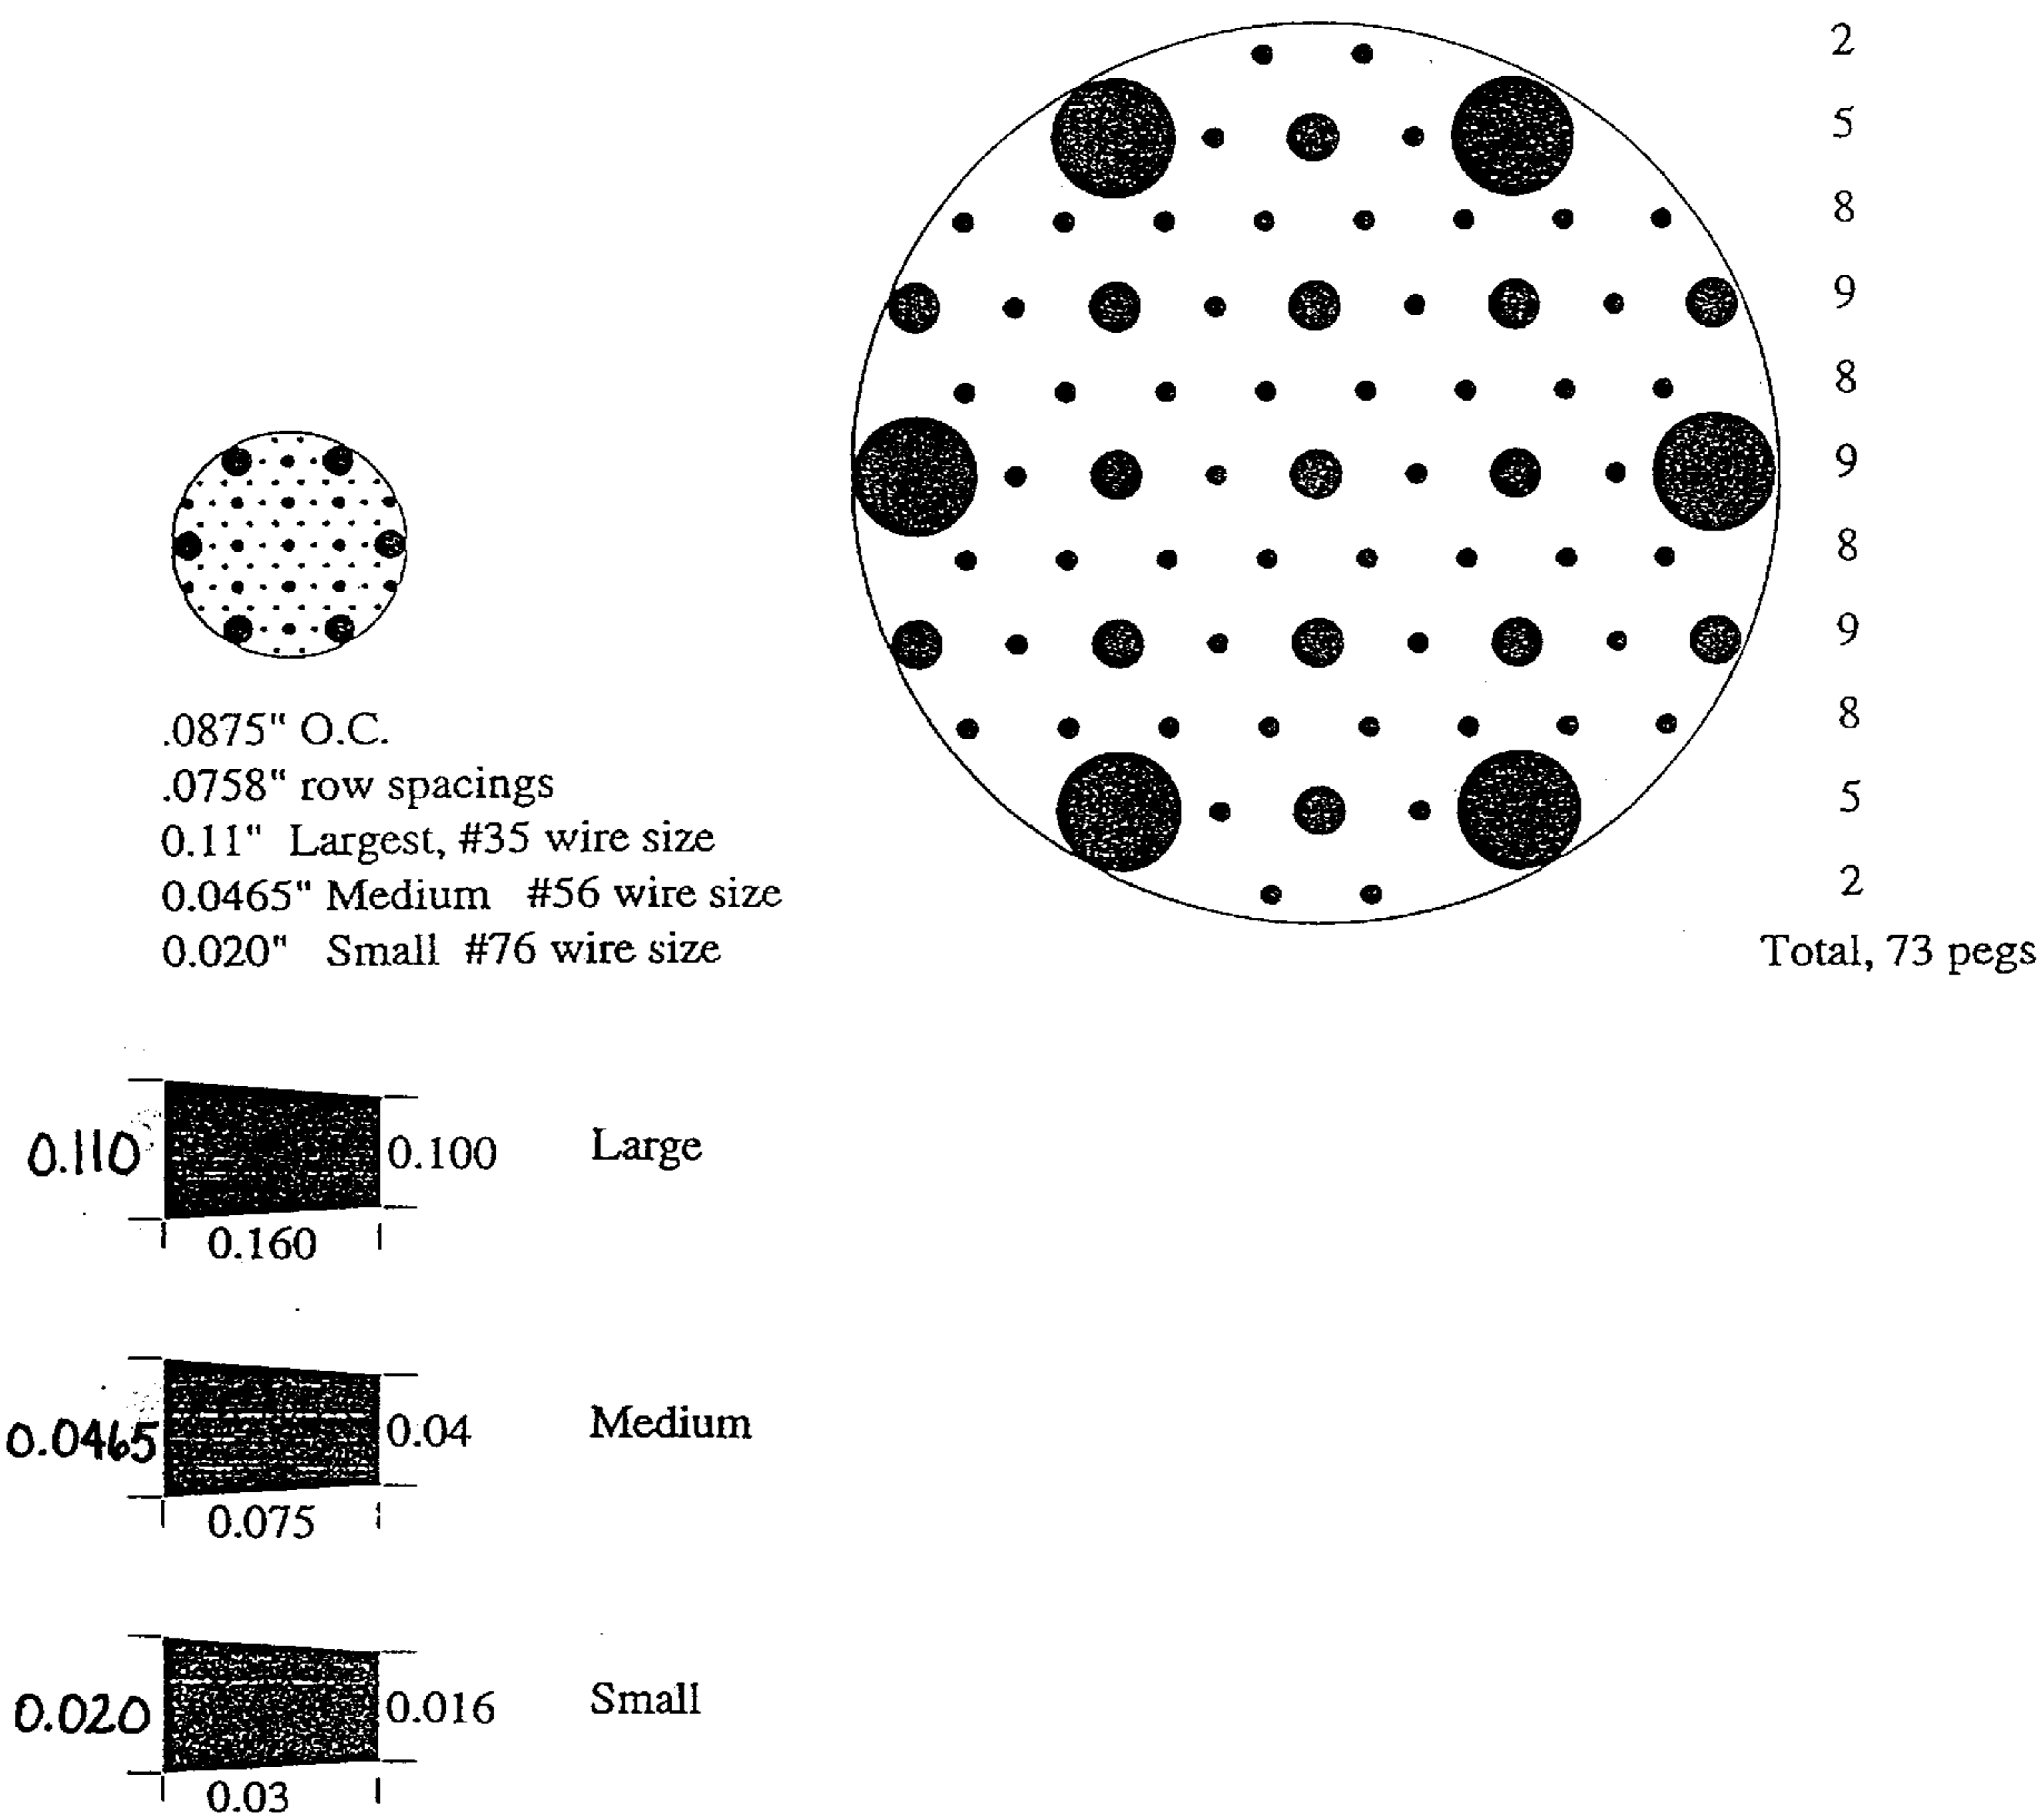 2
5
8
9
8
9
8
9
8
5
2
Total, 73 pegs
.0875" O.C.
.0758" row spacings
0.11" Largest, #35 wire size
0.0465" Medium #56 wire size
0.020" Small #76 wire size
0.110
0.100
Large
0.160
0.0465
0.04
Medium
0.075
0.020
0.016
Small
0.03